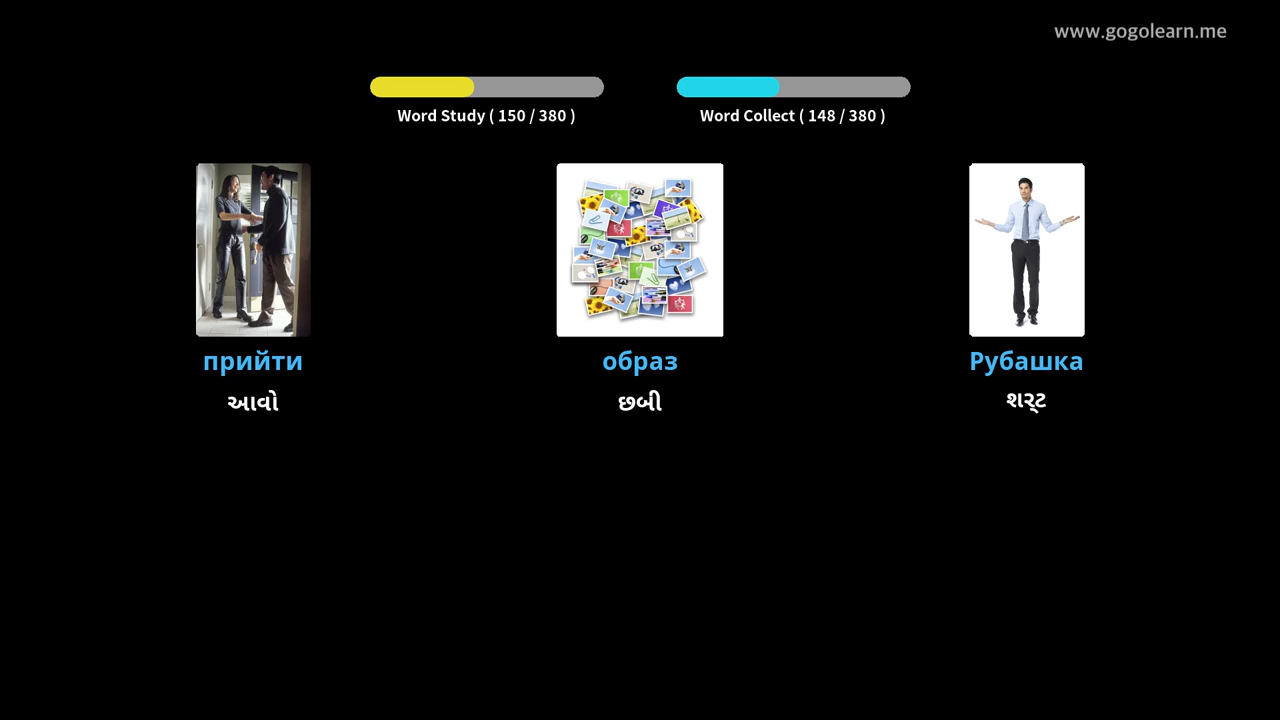 www.gogolearn.me
Word Study ( 150 / 380 )
Word Collect ( 148 / 380 )
прийти
образ
Рубашка
આવો
છબી
શર્ટ